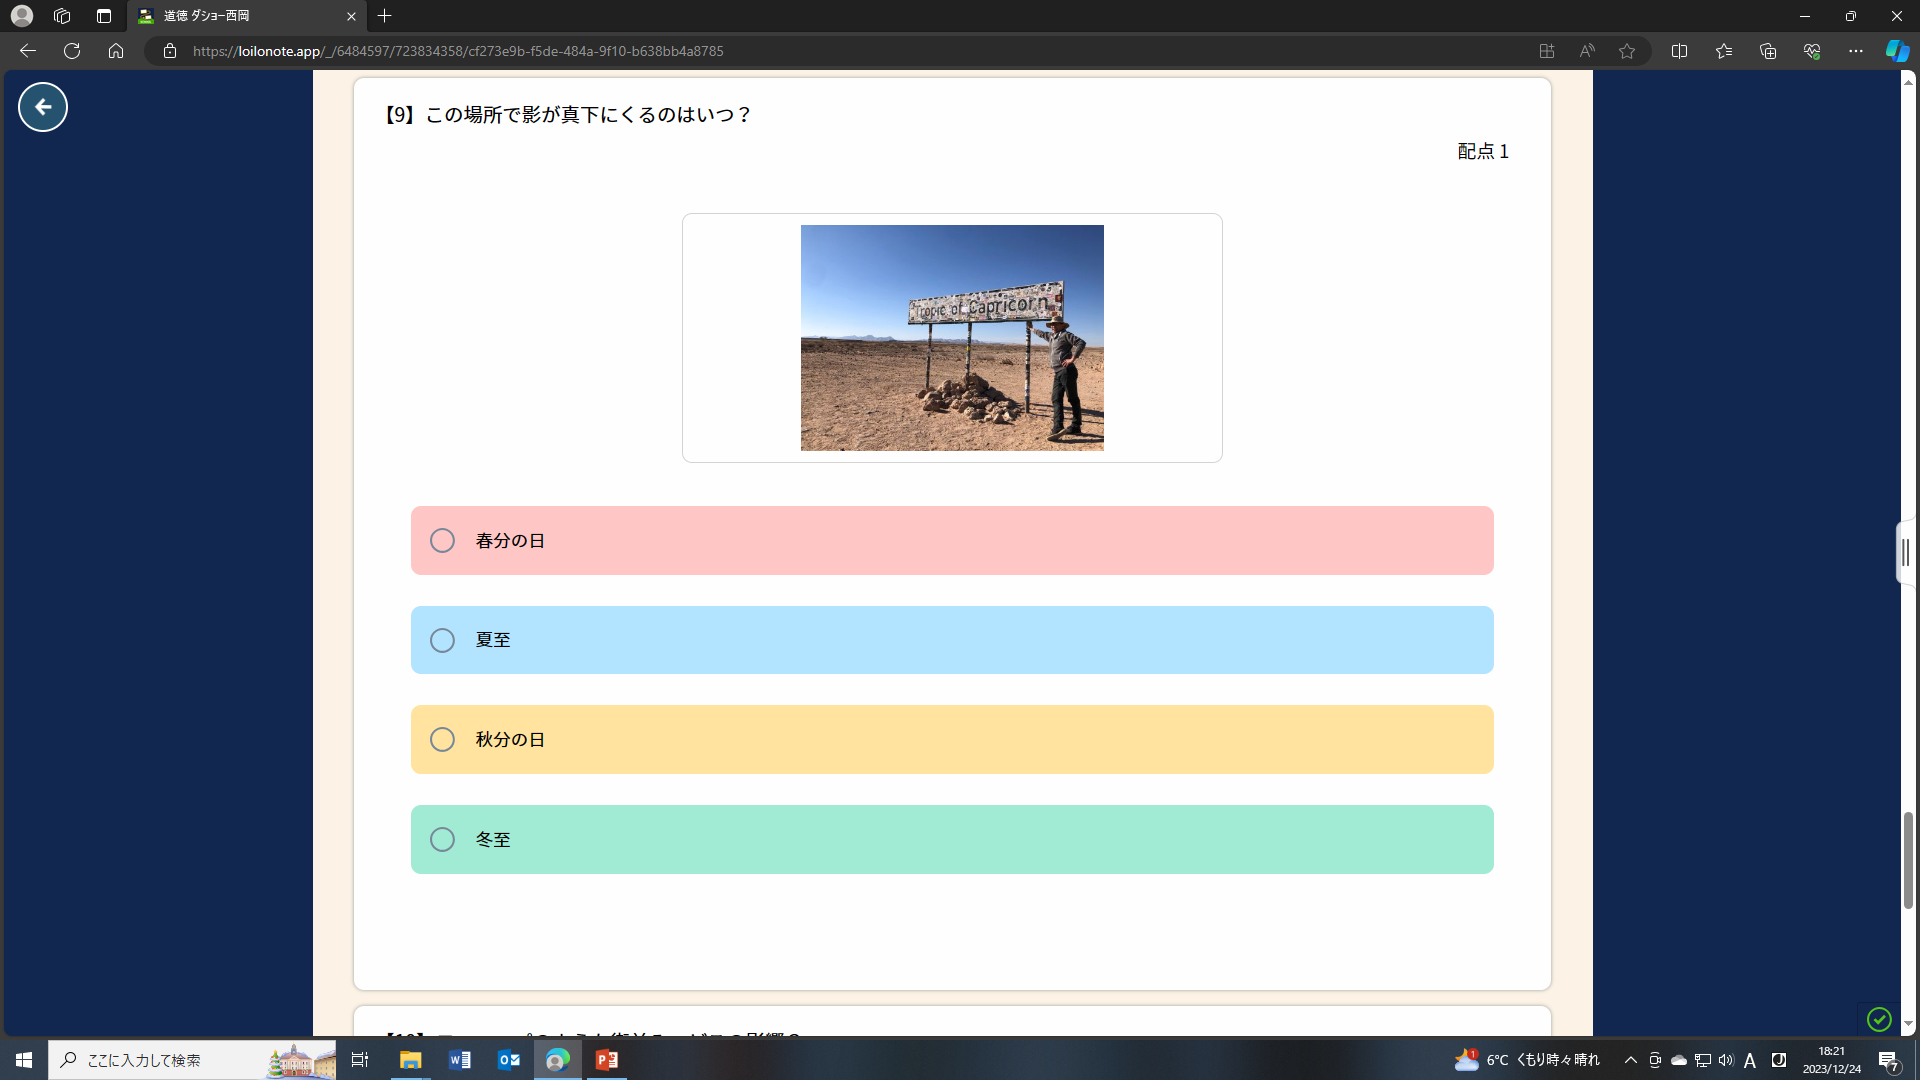 道徳 ダショー西岡
https://loilonote.app/_/6484597/723834358/cf273e9b-f5de-484a-9f10-b638bb4a8785
【9】この場所で影が真下にくるのはいつ？
配点 1
Tropic of Capricorn
春分の日
夏至
秋分の日
冬至
ここに入力して検索
6°C くもり時々晴れ
18:21
2023/12/24